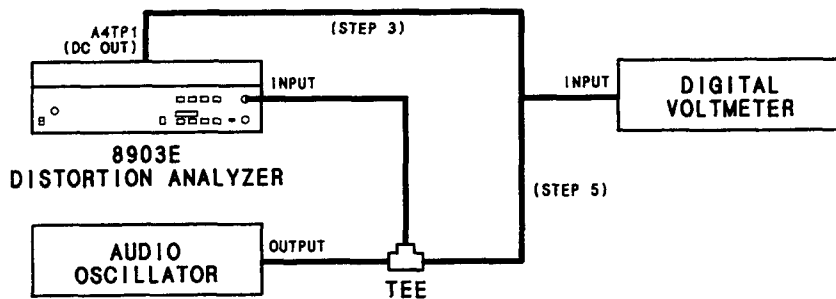 A4TP1
(DC OUT)
(STEP 3)
INPUT
INPUT
DIGITAL
VOLTMETER
8903E
DISTORTION ANALYZER
(STEP 5)
AUDIO
OSCILLATOR
OUTPUT
TEE